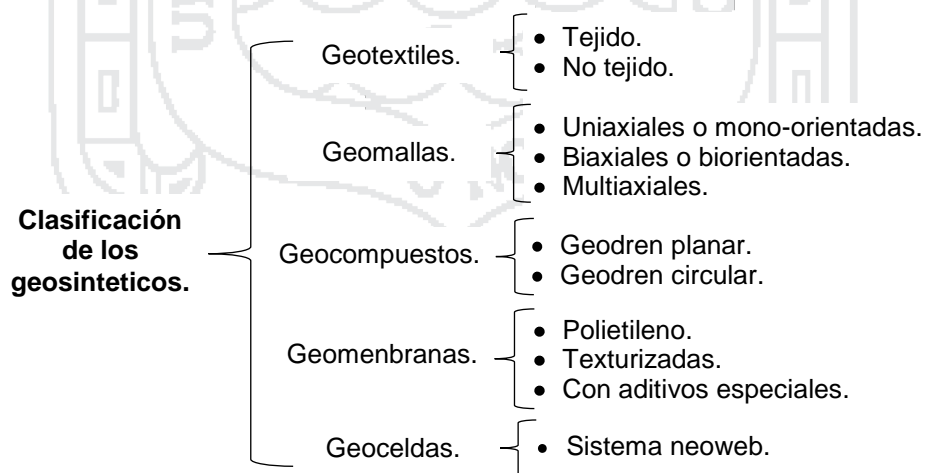 Clasificación
de los
geosinteticos.
Geotextiles.
• Tejido.
• No tejido.
Geomallas.
• Uniaxiales o mono-orientadas.
• Biaxiales o biorientadas.
• Multiaxiales.
Geocompuestos.
• Geodren planar.
• Geodren circular.
Geomenbranas.
• Polietileno.
• Texturizadas.
• Con aditivos especiales.
Geoceldas.
• Sistema neoweb.